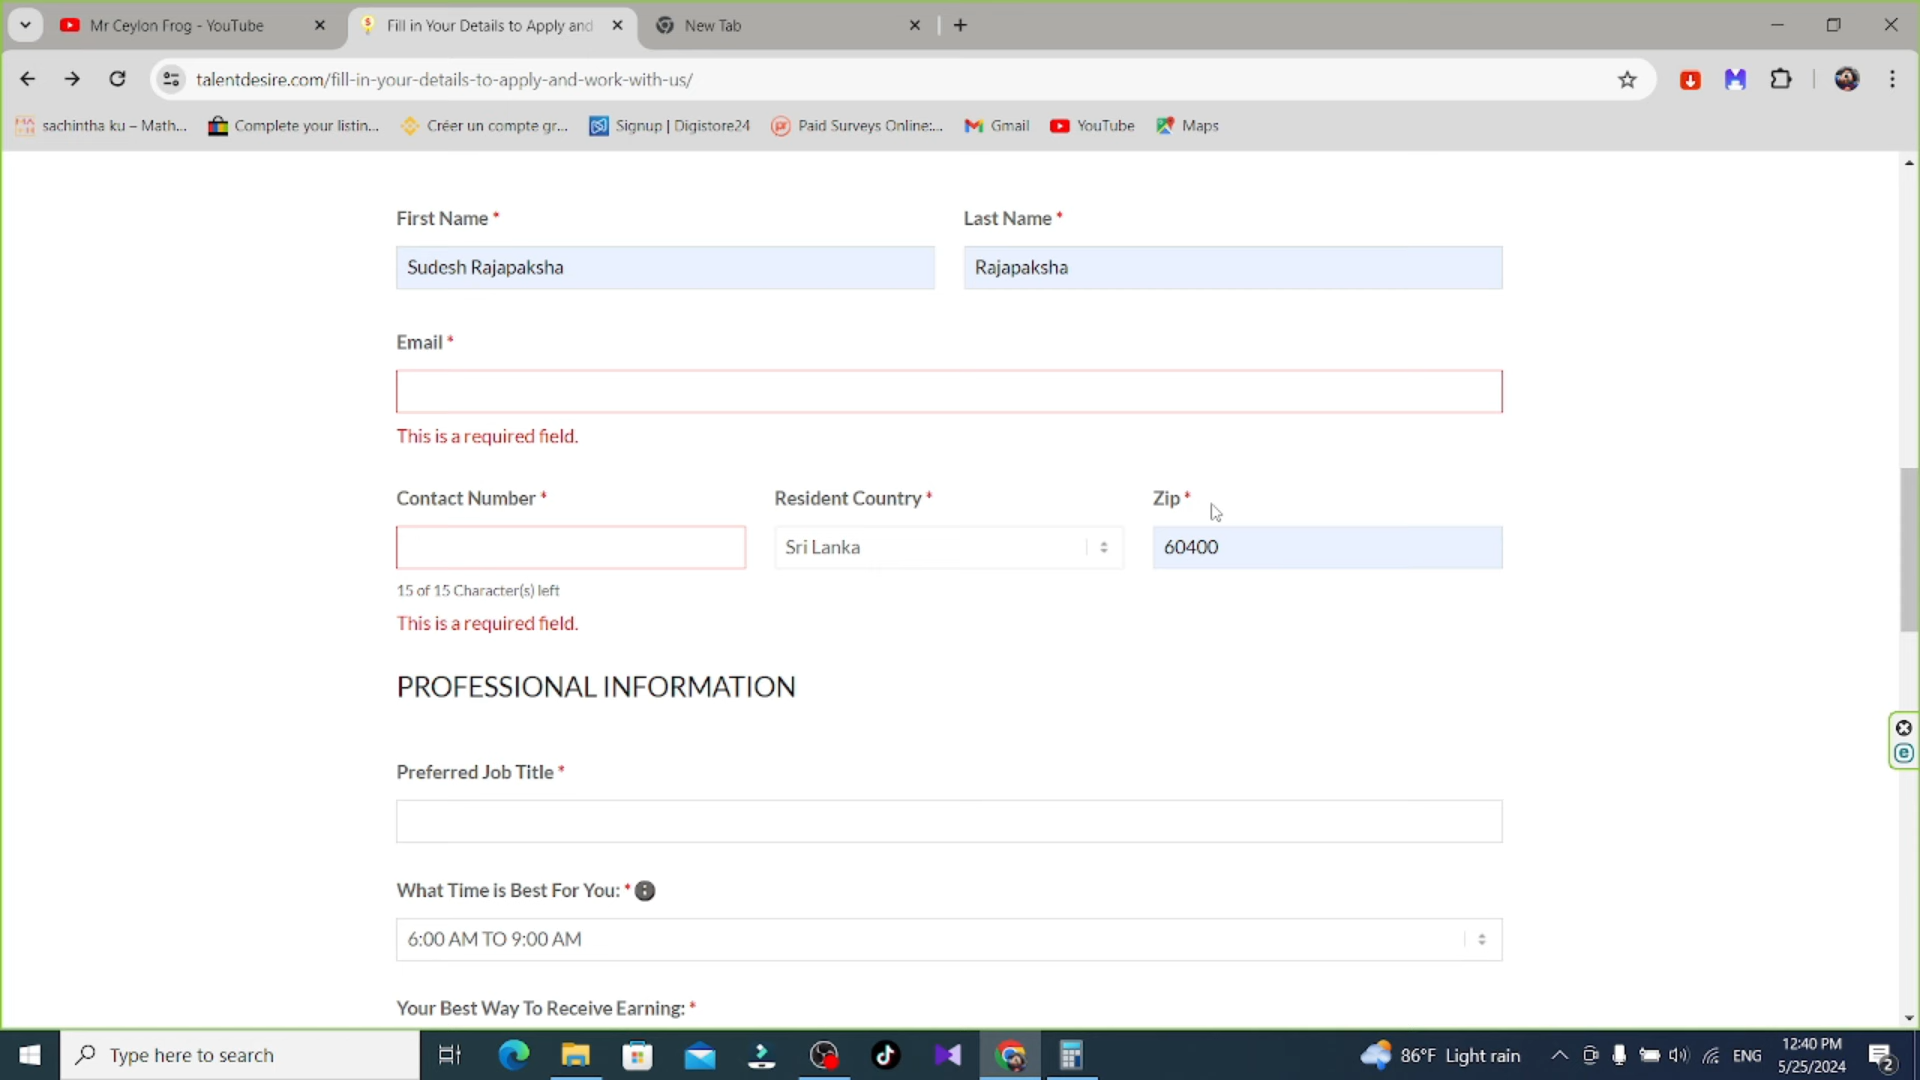 Mr Ceylon Frog - YouTube
Fill in Your Details to Apply and
New Tab
talentdesire.com/fill-in-your-details-to-apply-and-work-with-us/
sachintha ku – Math...
Complete your listin...
Créer un compte gr...
Signup | Digistore24
Paid Surveys Online:...
Gmail
YouTube
Maps
First Name *
Last Name *
Sudesh Rajapaksha
Rajapaksha
Email *
This is a required field.
Contact Number *
Resident Country *
Zip *
Sri Lanka
60400
15 of 15 Character(s) left
This is a required field.
PROFESSIONAL INFORMATION
Preferred Job Title *
What Time is Best For You: *
6:00 AM TO 9:00 AM
Your Best Way To Receive Earning: *
Type here to search
86°F Light rain
ENG
12:40 PM
5/25/2024
2